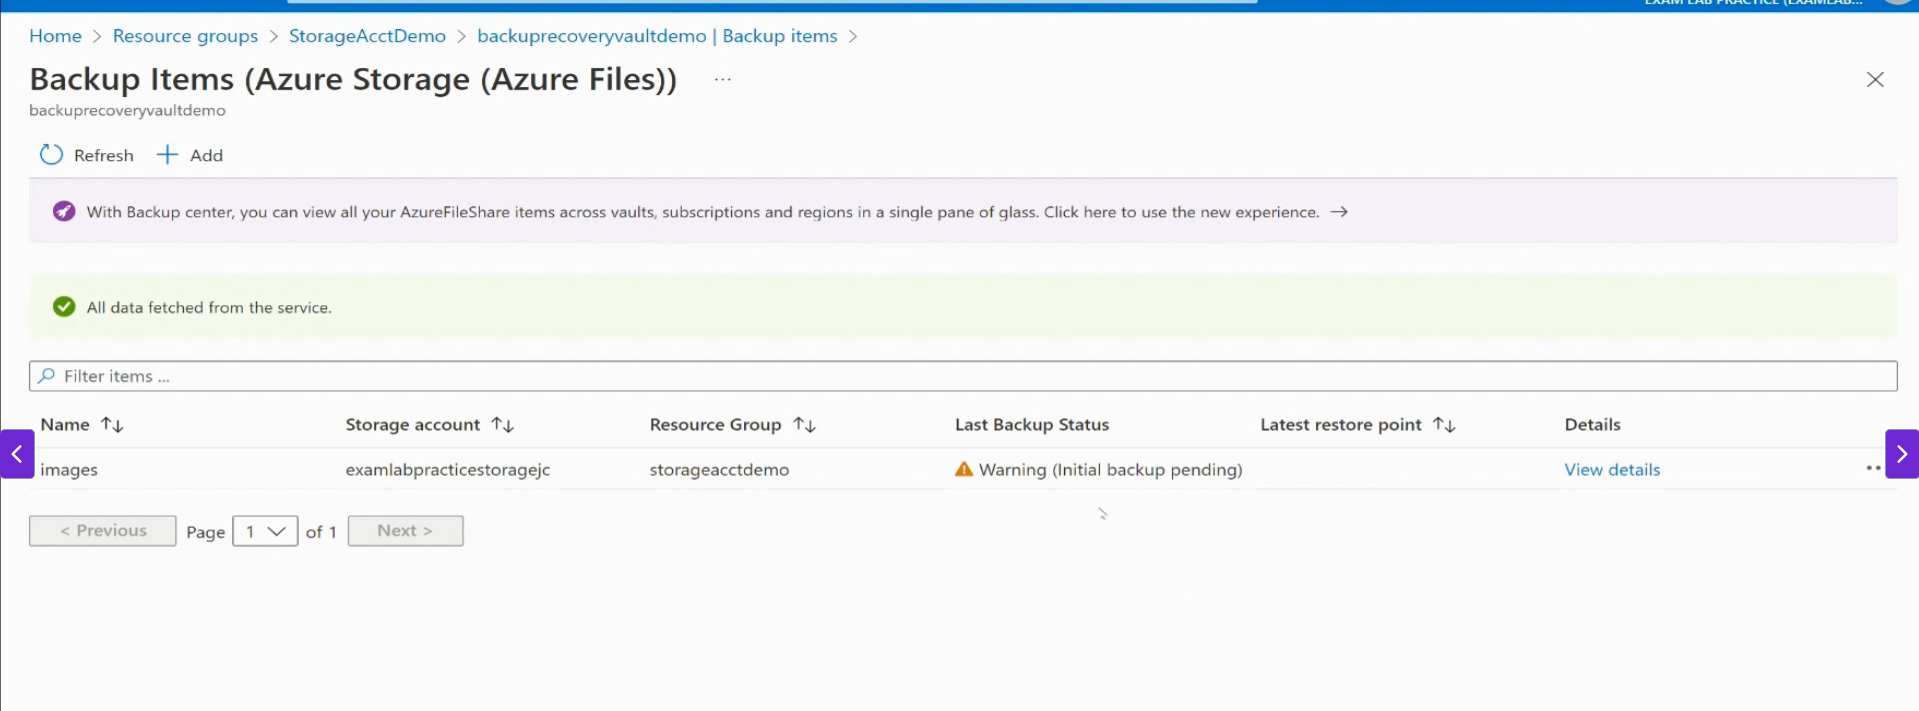 EXAM LAB PRACTICE (EXAMLAB...
Home > Resource groups > StorageAcctDemo > backuprecoveryvaultdemo | Backup items >
Backup Items (Azure Storage (Azure Files)) ...
backuprecoveryvaultdemo
Refresh + Add
With Backup center, you can view all your AzureFileShare items across vaults, subscriptions and regions in a single pane of glass. Click here to use the new experience. →
All data fetched from the service.
Filter items ...
Name ↑↓ Storage account ↑↓ Resource Group ↑↓ Last Backup Status Latest restore point ↑↓ Details
images examlabpracticestoragejc storageacctdemo Warning (Initial backup pending) View details
< Previous Page 1 of 1 Next >